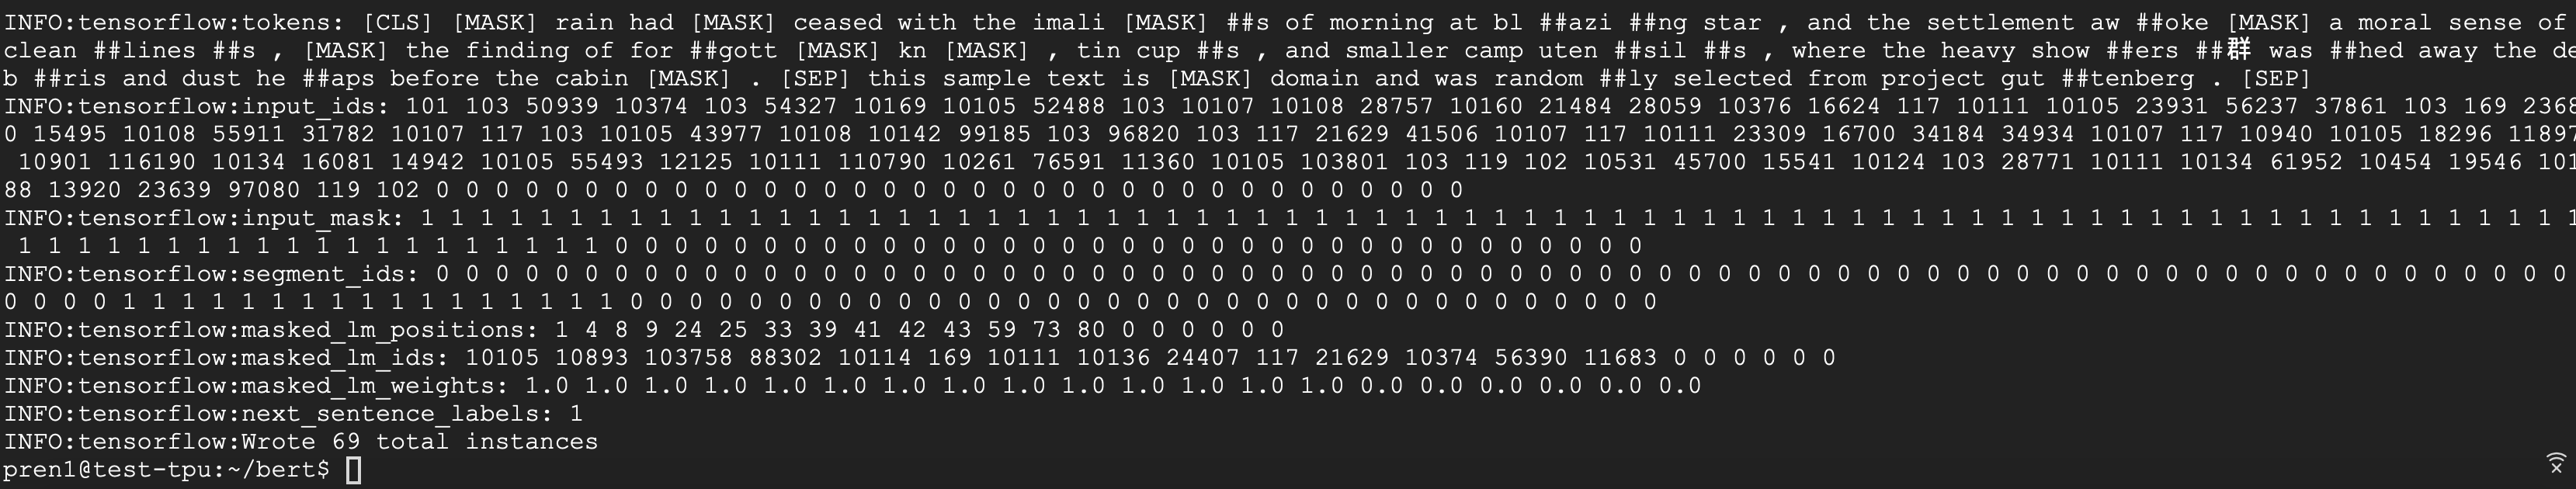 INFO:tensorflow:tokens: [CLS] [MASK] rain had [MASK] ceased with the imali [MASK] ##s of morning at bl ##azi ##ng star , and the settlement aw ##oke [MASK] a moral sense of
clean ##lines ##s , [MASK] the finding of for ##gott [MASK] kn [MASK] , tin cup ##s , and smaller camp uten ##sil ##s , where the heavy show ##ers ##群 was ##hed away the de
b ##ris and dust he ##aps before the cabin [MASK] . [SEP] this sample text is [MASK] domain and was random ##ly selected from project gut ##tenberg . [SEP]
INFO:tensorflow:input_ids: 101 103 50939 10374 103 54327 10169 10105 52488 103 10107 10108 28757 10160 21484 28059 10376 16624 117 10111 10105 23931 56237 37861 103 169 2368
0 15495 10108 55911 31782 10107 117 103 10105 43977 10108 10142 99185 103 96820 103 117 21629 41506 10107 117 10111 23309 16700 34184 34934 10107 117 10940 10105 18296 11897
10901 116190 10134 16081 14942 10105 55493 12125 10111 110790 10261 76591 11360 10105 103801 103 119 102 10531 45700 15541 10124 103 28771 10111 10134 61952 10454 19546 101
88 13920 23639 97080 119 102 0 0 0 0 0 0 0 0 0 0 0 0 0 0 0 0 0 0 0 0 0 0 0 0 0 0 0 0 0 0 0 0 0 0 0
INFO:tensorflow:input_mask: 1 1 1 1 1 1 1 1 1 1 1 1 1 1 1 1 1 1 1 1 1 1 1 1 1 1 1 1 1 1 1 1 1 1 1 1 1 1 1 1 1 1 1 1 1 1 1 1 1 1 1 1 1 1 1 1 1 1 1 1 1 1 1 1 1 1 1 1 1 1 1 1 1
1 1 1 1 1 1 1 1 1 1 1 1 1 1 1 1 1 1 1 1 0 0 0 0 0 0 0 0 0 0 0 0 0 0 0 0 0 0 0 0 0 0 0 0 0 0 0 0 0 0 0 0 0 0 0
INFO:tensorflow:segment_ids: 0 0 0 0 0 0 0 0 0 0 0 0 0 0 0 0 0 0 0 0 0 0 0 0 0 0 0 0 0 0 0 0 0 0 0 0 0 0 0 0 0 0 0 0 0 0 0 0 0 0 0 0 0 0 0 0 0 0 0 0 0 0 0 0 0 0 0 0 0 0 0 0
0 0 0 0 1 1 1 1 1 1 1 1 1 1 1 1 1 1 1 1 1 0 0 0 0 0 0 0 0 0 0 0 0 0 0 0 0 0 0 0 0 0 0 0 0 0 0 0 0 0 0 0 0 0 0 0
INFO:tensorflow:masked_lm_positions: 1 4 8 9 24 25 33 39 41 42 43 59 73 80 0 0 0 0 0 0
INFO:tensorflow:masked_lm_ids: 10105 10893 103758 88302 10114 169 10111 10136 24407 117 21629 10374 56390 11683 0 0 0 0 0 0
INFO:tensorflow:masked_lm_weights: 1.0 1.0 1.0 1.0 1.0 1.0 1.0 1.0 1.0 1.0 1.0 1.0 1.0 1.0 0.0 0.0 0.0 0.0 0.0 0.0
INFO:tensorflow:next_sentence_labels: 1
INFO:tensorflow:Wrote 69 total instances
pren1@test-tpu:~/bert$